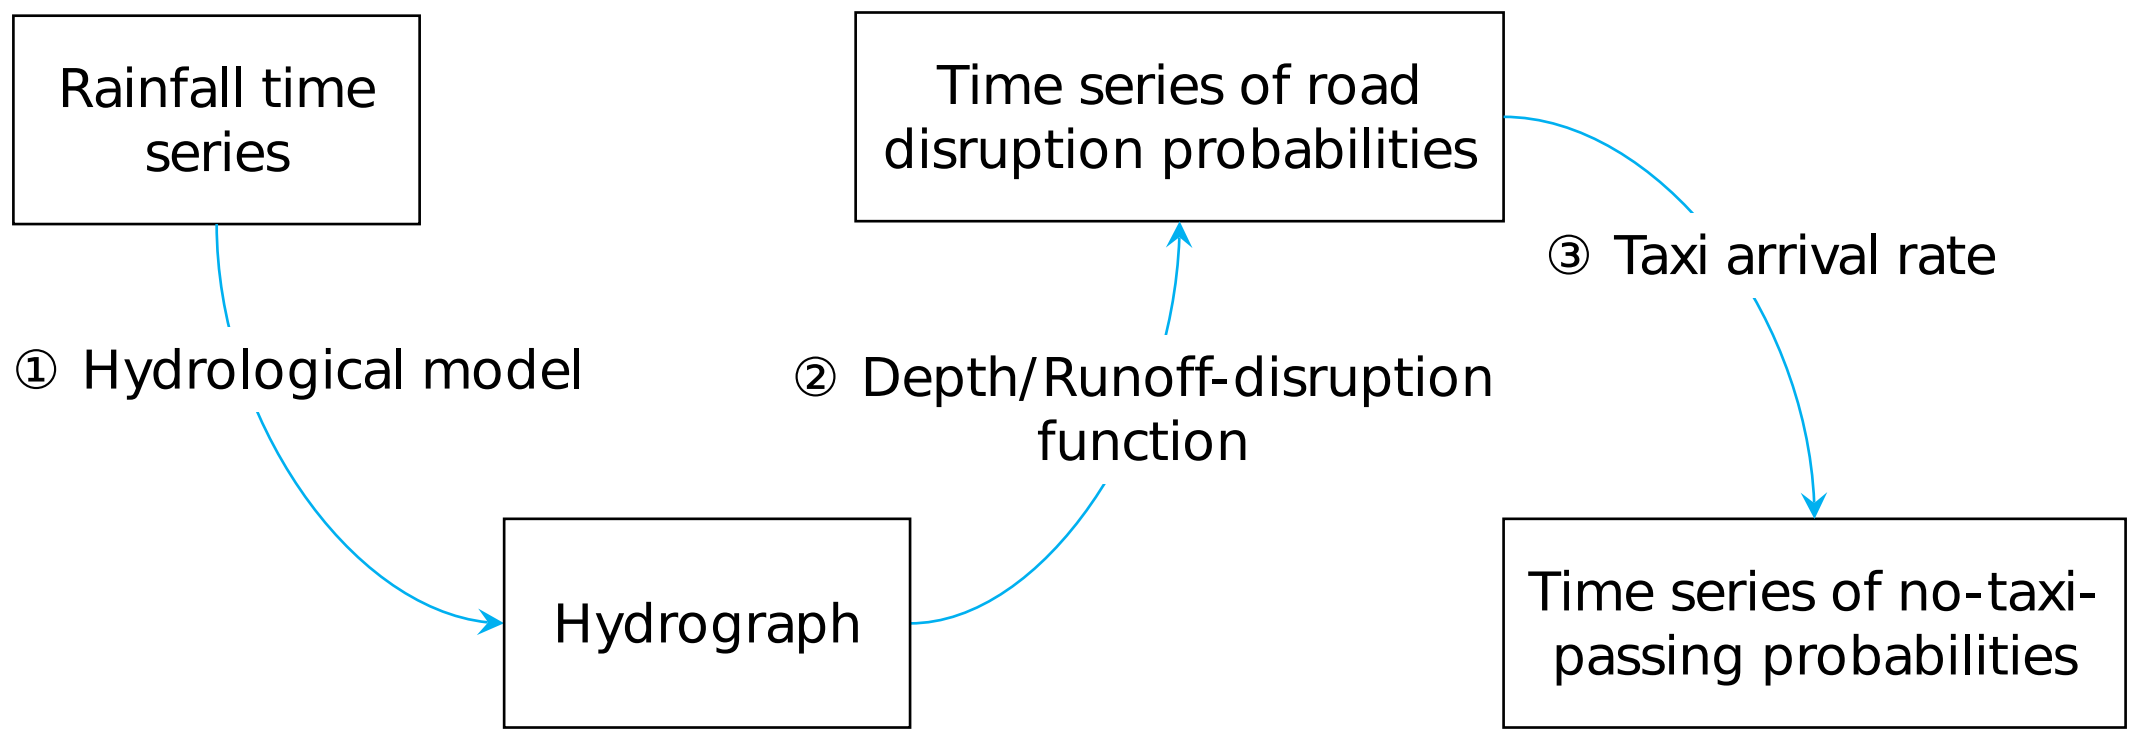 Rainfall time
series
① Hydrological model
Hydrograph
② Depth/Runoff-disruption
function
Time series of road
disruption probabilities
③ Taxi arrival rate
Time series of no-taxi-
passing probabilities